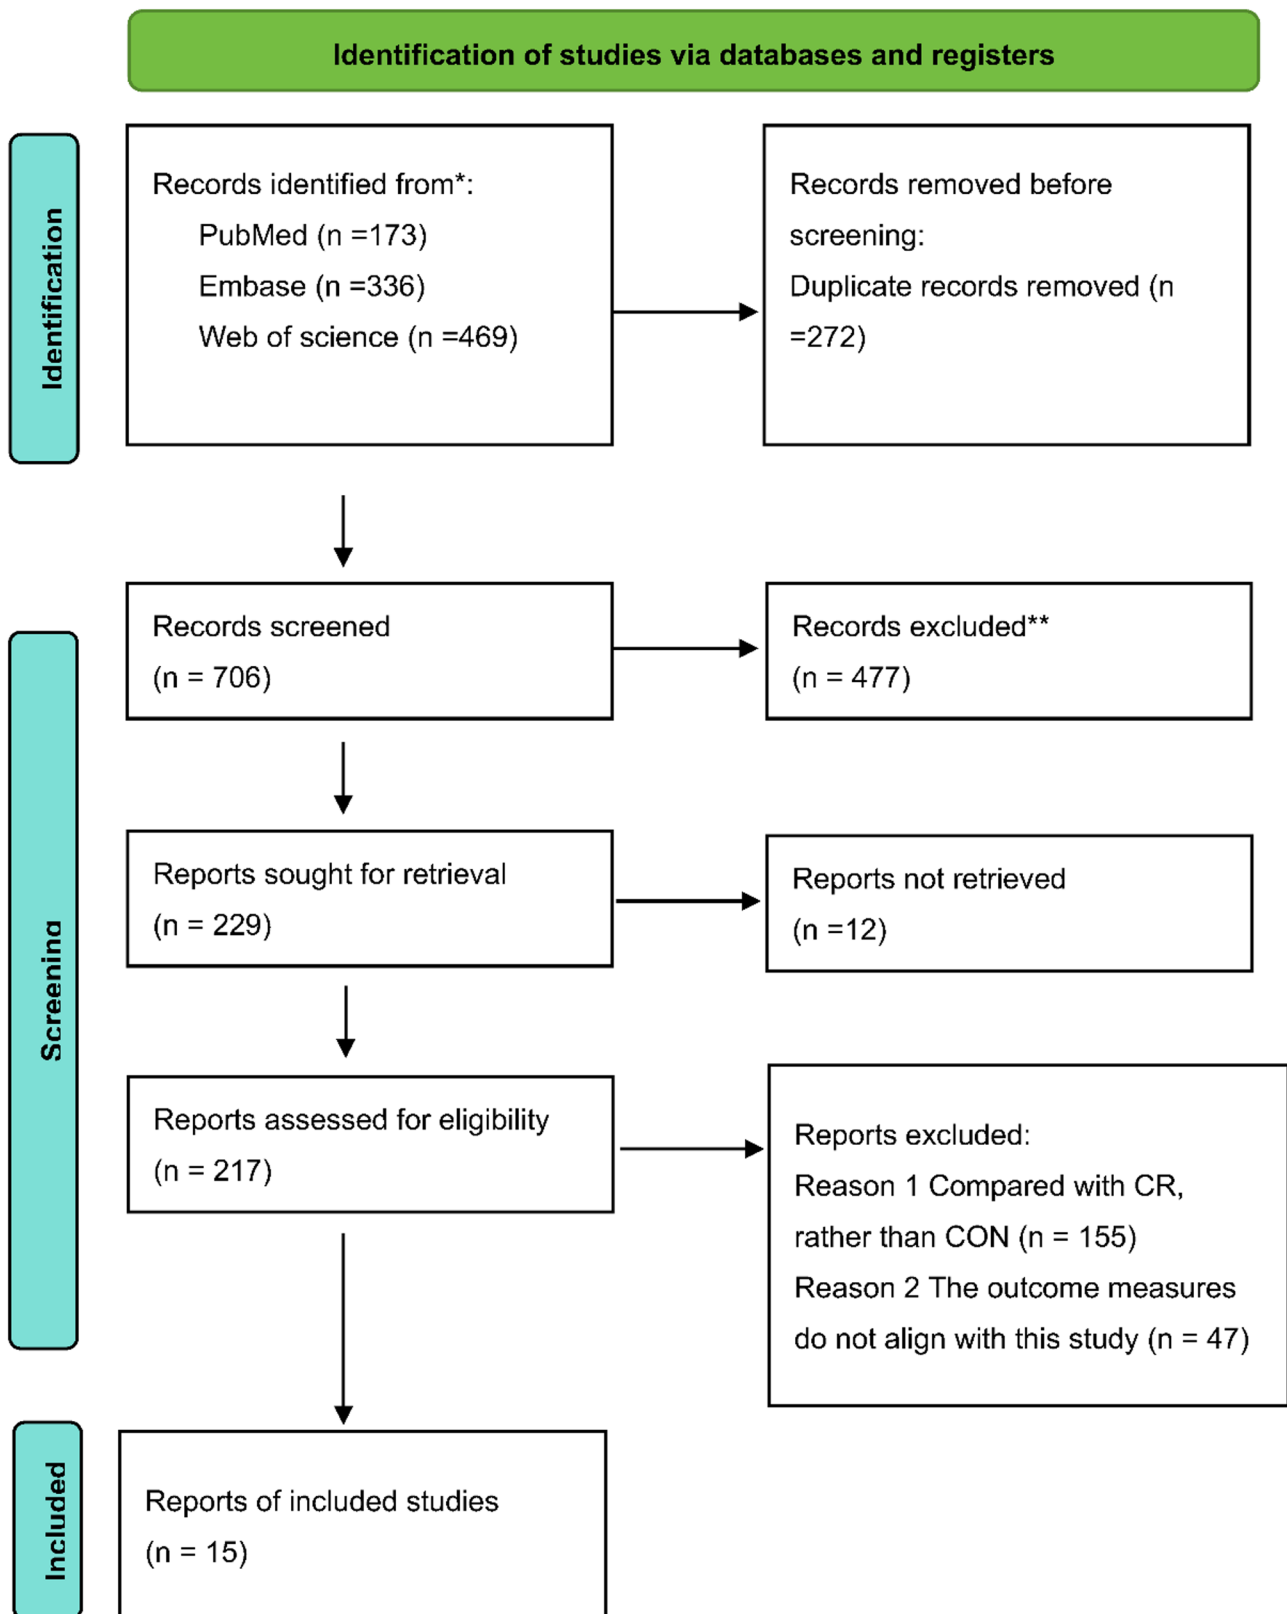 Identification of studies via databases and registers
Identification
Records identified from*:
PubMed (n =173)
Embase (n =336)
Web of science (n =469)
Records removed before
screening:
Duplicate records removed (n
=272)
Screening
Records screened
(n = 706)
Records excluded**
(n = 477)
Reports sought for retrieval
(n = 229)
Reports not retrieved
(n =12)
Reports assessed for eligibility
(n = 217)
Reports excluded:
Reason 1 Compared with CR,
rather than CON (n = 155)
Reason 2 The outcome measures
do not align with this study (n = 47)
Included
Reports of included studies
(n = 15)